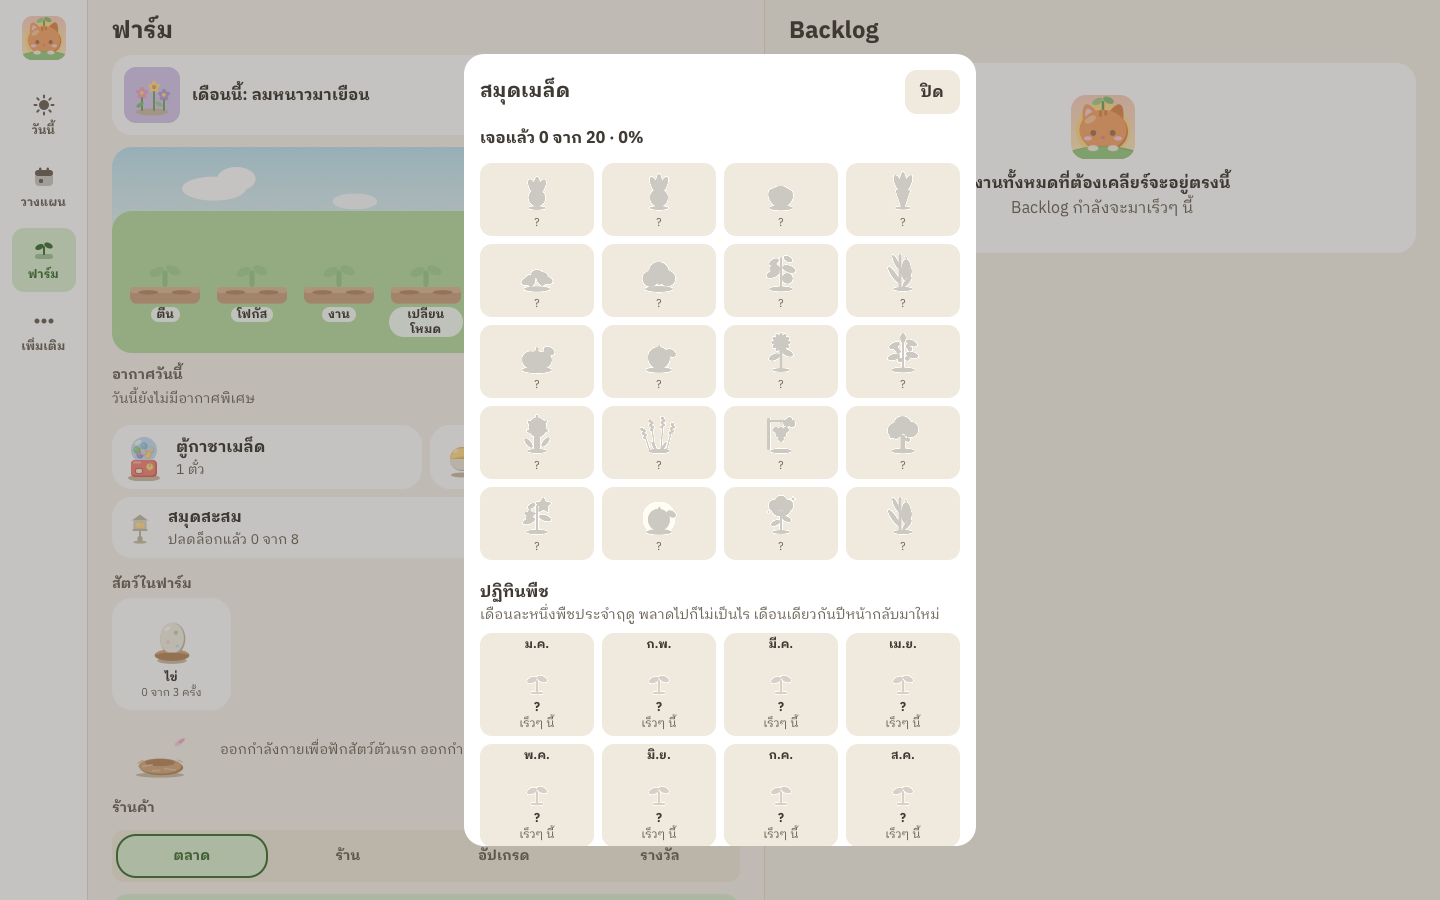 วันนี้
วางแผน
ฟาร์ม
เพิ่มเติม
ฟาร์ม
เดือนนี้: ลมหนาวมาเยือน
ตื่น
โฟกัส
งาน
เปลี่ยน
โหมด
อากาศวันนี้
วันนี้ยังไม่มีอากาศพิเศษ
ตู้กาชาเมล็ด
1 ตั๋ว
สมุดสะสม
ปลดล็อกแล้ว 0 จาก 8
สัตว์ในฟาร์ม
ไข่
0 จาก 3 ครั้ง
ออกกำลังกายเพื่อฟักสัตว์ตัวแรก ออกกำ
ร้านค้า
ตลาด
ร้าน
อัปเกรด
รางวัล
สมุดเมล็ด
ปิด
เจอแล้ว 0 จาก 20 · 0%
? ? ? ?
? ? ? ?
? ? ? ?
? ? ? ?
? ? ? ?
ปฏิทินพืช
เดือนละหนึ่งพืชประจำฤดู พลาดไปก็ไม่เป็นไร เดือนเดียวกันปีหน้ากลับมาใหม่
ม.ค. ก.พ. มี.ค. เม.ย.
? ? ? ?
เร็วๆ นี้ เร็วๆ นี้ เร็วๆ นี้ เร็วๆ นี้
พ.ค. มิ.ย. ก.ค. ส.ค.
? ? ? ?
เร็วๆ นี้ เร็วๆ นี้ เร็วๆ นี้ เร็วๆ นี้
Backlog
งานทั้งหมดที่ต้องเคลียร์จะอยู่ตรงนี้
Backlog กำลังจะมาเร็วๆ นี้